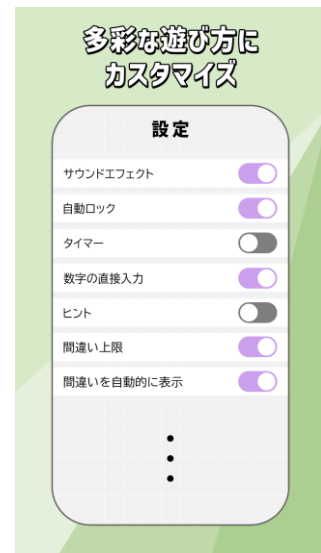 多彩な遊び方に
カスタマイズ
設定
サウンドエフェクト
自動ロック
タイマー
数字の直接入力
ヒント
間違い上限
間違いを自動的に表示